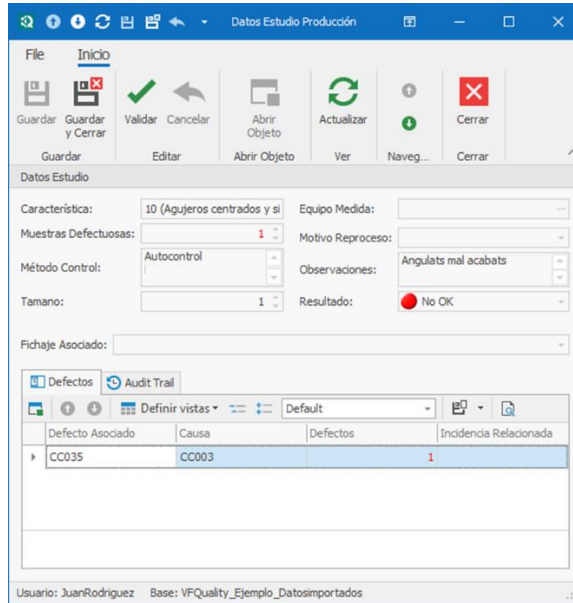 Datos Estudio Producción
File Inicio
Guardar Guardar y Cerrar Validar Cancelar Abrir Objeto Actualizar Cerrar
Guardar Editar Abrir Objeto Ver Naveg... Cerrar
Datos Estudio
Característica: 10 (Agujeros centrados y si Equipo Medida:
Muestras Defectuosas: 1 Motivo Reproceso:
Método Control: Autocontrol Observaciones: Angulats mal acabats
Tamano: 1 Resultado: No OK
Fichaje Asociado:
Defectos Audit Trail
Definir vistas Default
Defecto Asociado Causa Defectos Incidencia Relacionada
CC035 CC003 1
Usuario: JuanRodriguez Base: VFQuality_Ejemplo_Datosimportados